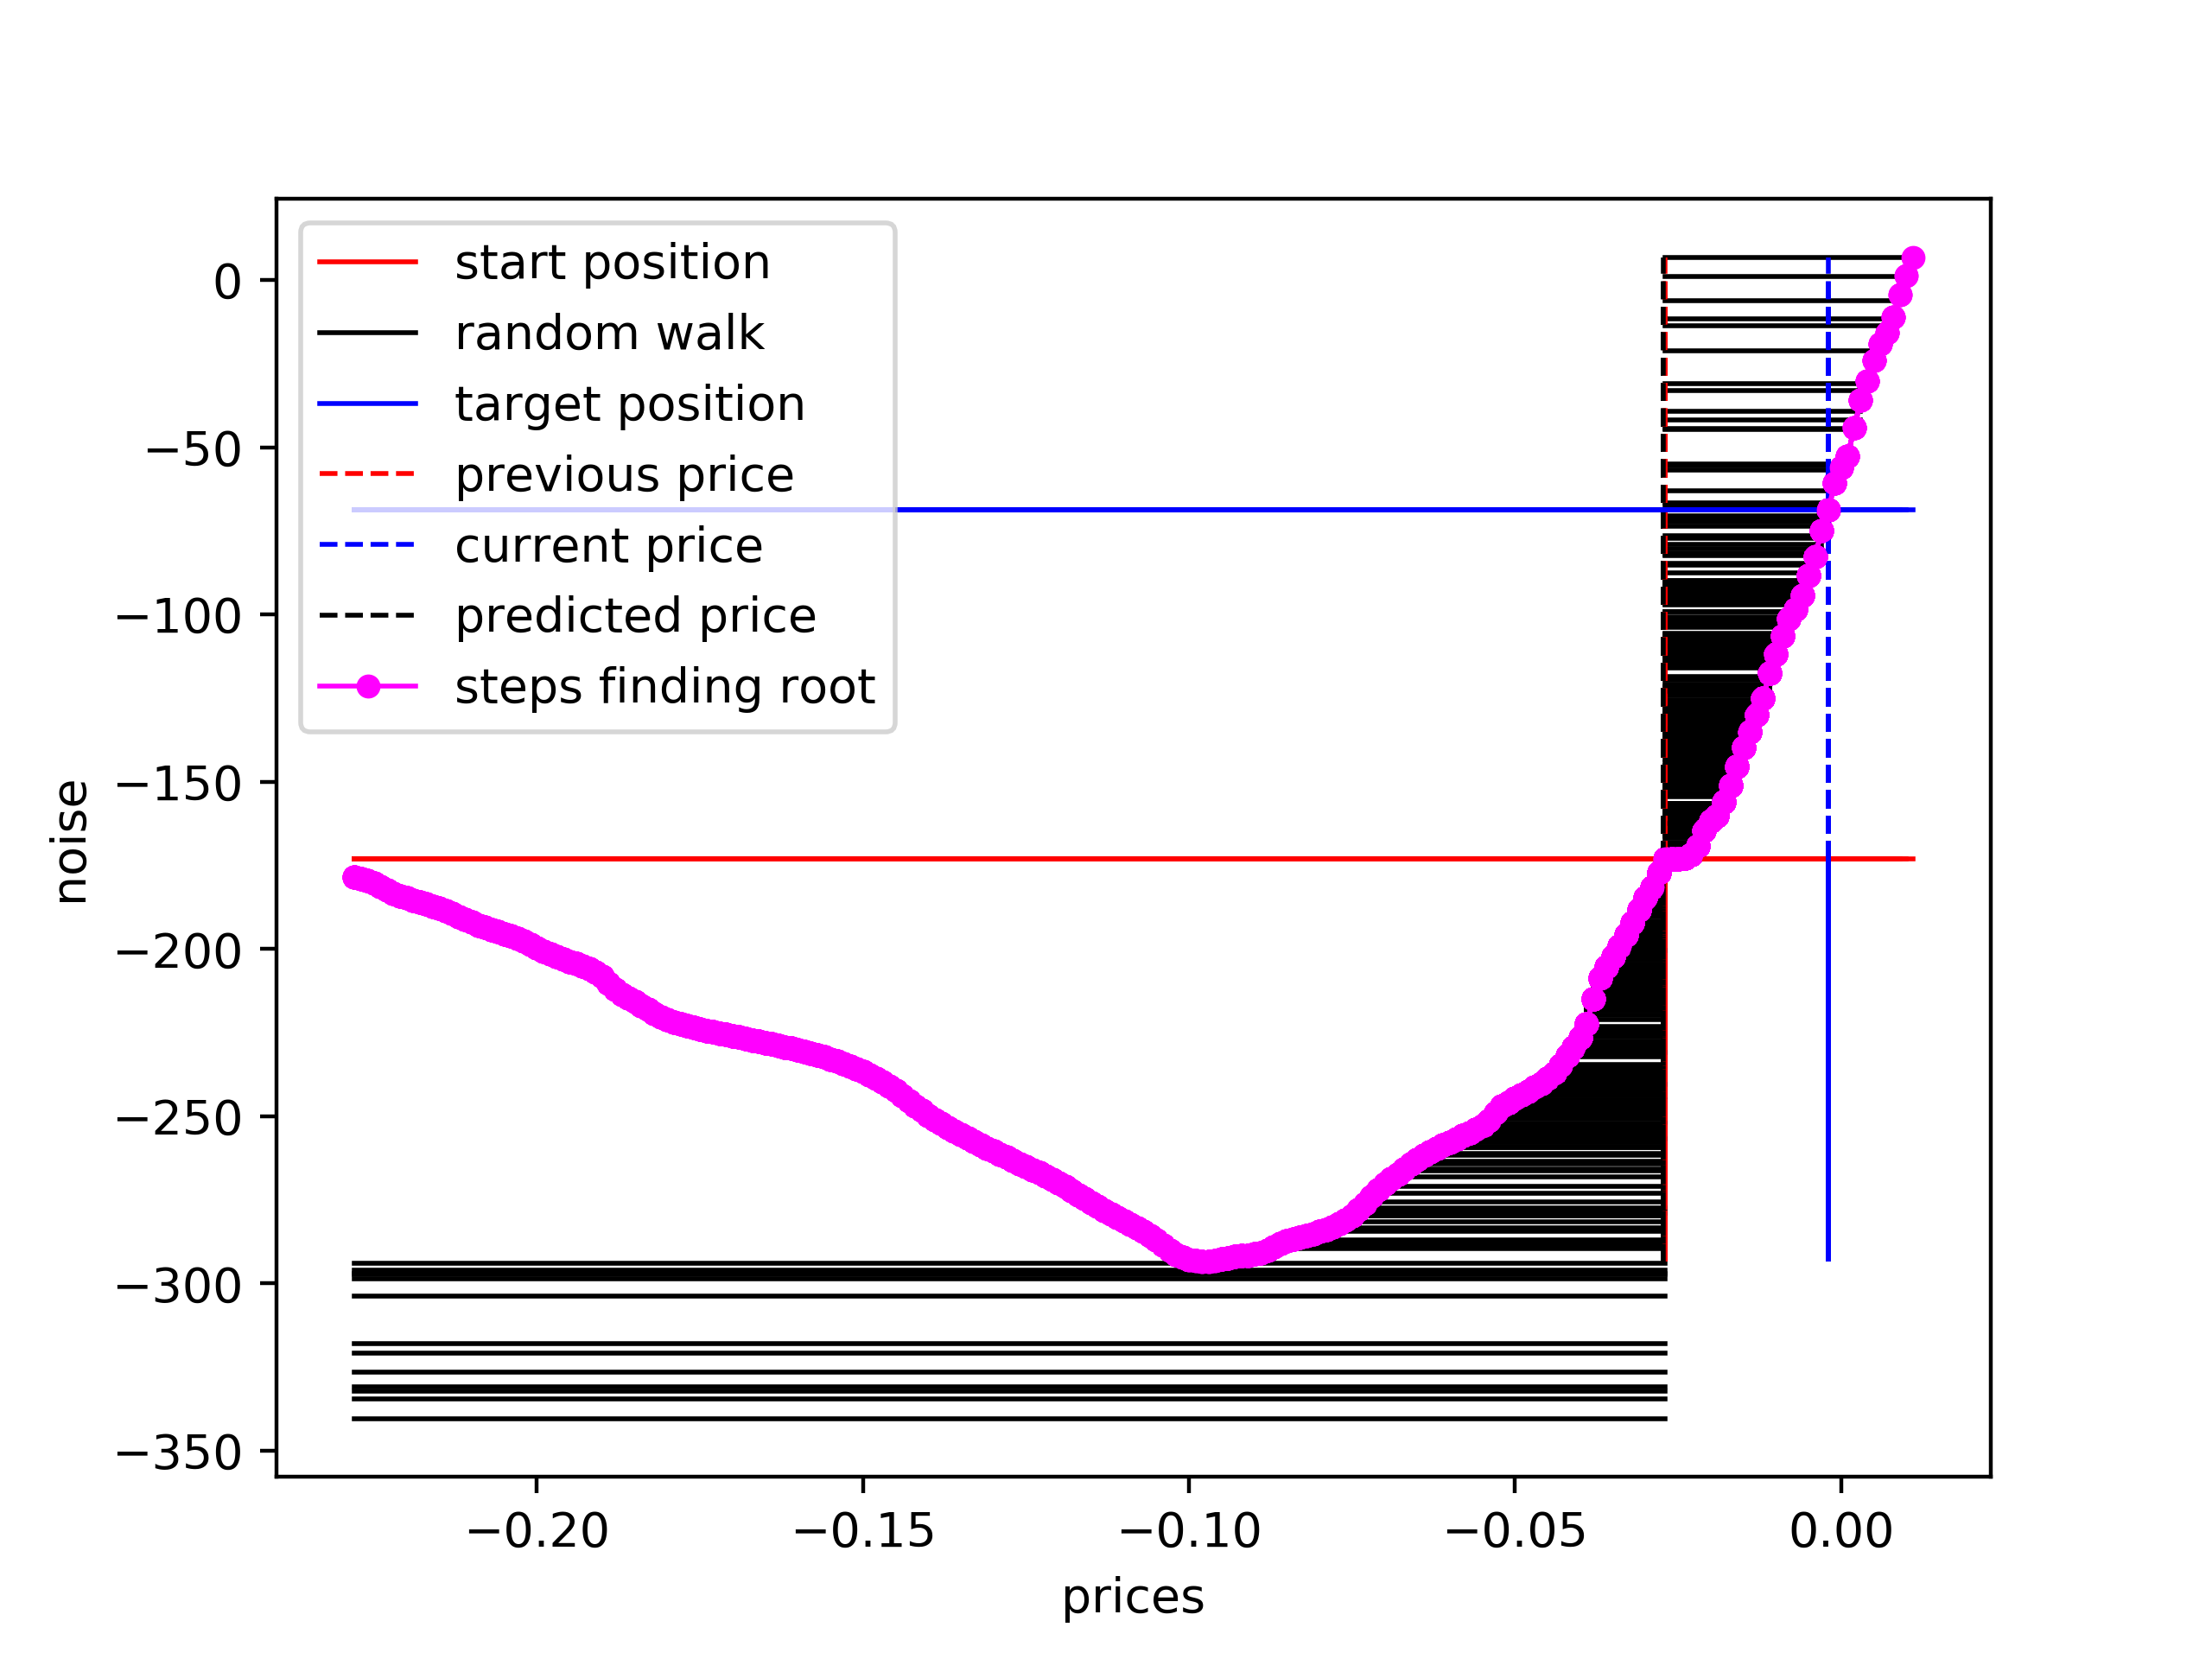 start position
random walk
target position
previous price
current price
predicted price
steps finding root
0
−50
−100
−150
−200
−250
−300
−350
noise
−0.20 −0.15 −0.10 −0.05 0.00
prices